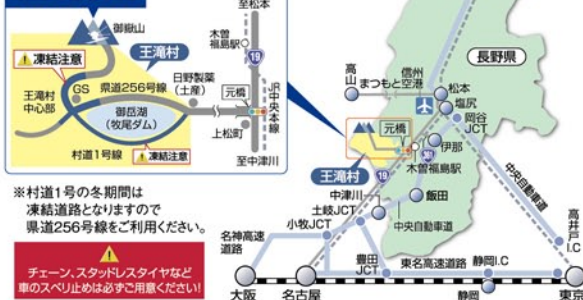 至松本
御嶽山
木曽
福島駅
19
王滝村
凍結注意
GS
県道256号線
日野製薬
(土産)
元橋
JR中央本線
王滝村
中心部
御岳湖
(牧尾ダム)
上松町
村道1号線
凍結注意
至中津川
※村道1号の冬期間は
凍結道路となりますので
県道256号線をご利用ください。
チェーン、スタッドレスタイヤなど
車のスベリ止めは必ずご用意ください!
長野県
高山
信州
まつもと空港
松本
塩尻
岡谷
JCT
元橋
伊那
木曽福島駅
王滝村
19
中央自動車道
中津川
飯田
土岐JCT
小牧JCT
中央自動車道
高井戸
I.C
名神高速
道路
豊田
JCT
東名高速道路
静岡I.C
大阪
名古屋
静岡
東京